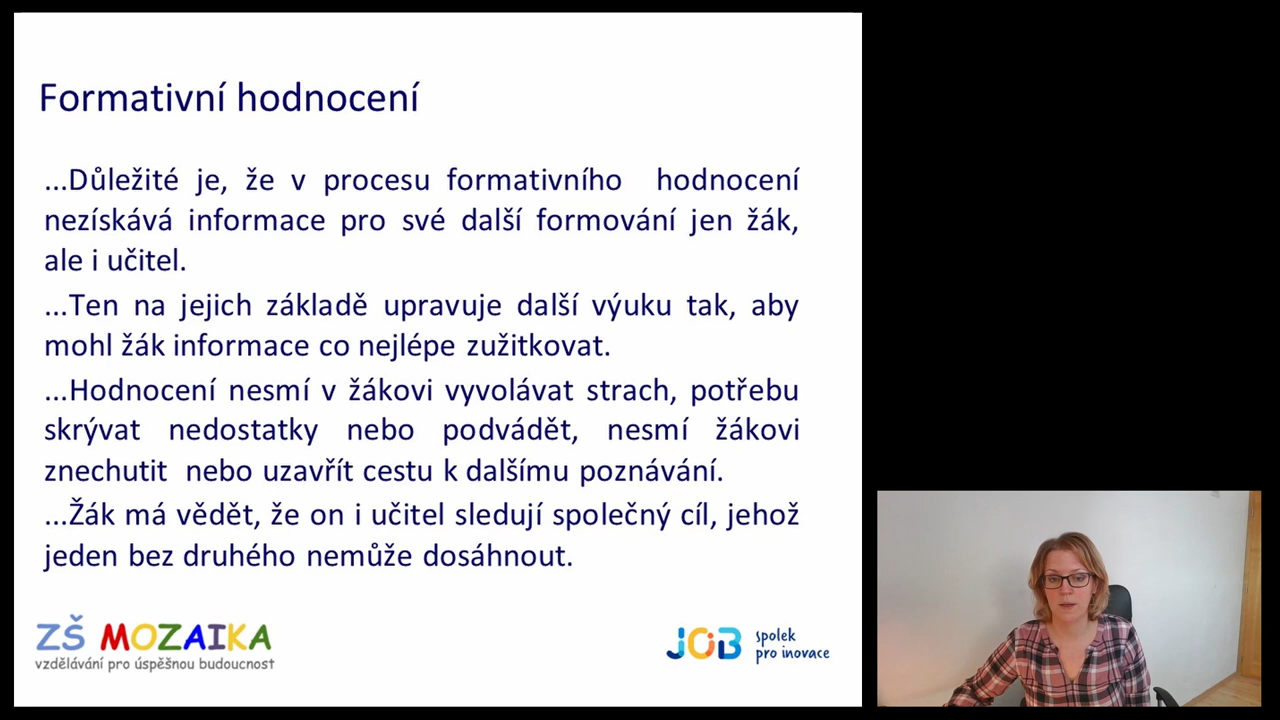 Formativní hodnocení
...Důležité je, že v procesu formativního hodnocení
nezískává informace pro své další formování jen žák,
ale i učitel.
...Ten na jejich základě upravuje další výuku tak, aby
mohl žák informace co nejlépe zužitkovat.
...Hodnocení nesmí v žákovi vyvolávat strach, potřebu
skrývat nedostatky nebo podvádět, nesmí žákovi
znechutit nebo uzavřít cestu k dalšímu poznávání.
...Žák má vědět, že on i učitel sledují společný cíl, jehož
jeden bez druhého nemůže dosáhnout.
ZŠ MOZAIKA
vzdělávání pro úspěšnou budoucnost
JOB spolek
pro inovace